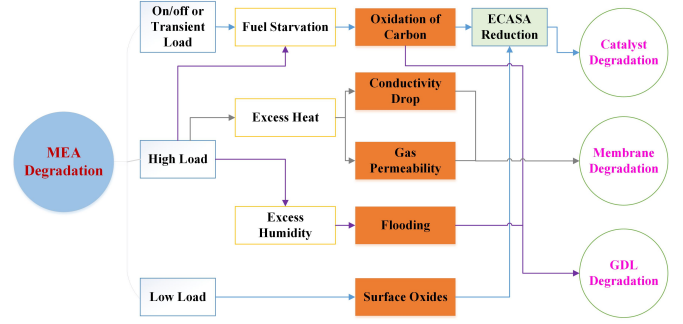 MEA
Degradation
On/off or
Transient
Load
High Load
Low Load
Fuel Starvation
Excess Heat
Excess
Humidity
Oxidation of
Carbon
Conductivity
Drop
Gas
Permeability
Flooding
Surface Oxides
ECASA
Reduction
Catalyst
Degradation
Membrane
Degradation
GDL
Degradation